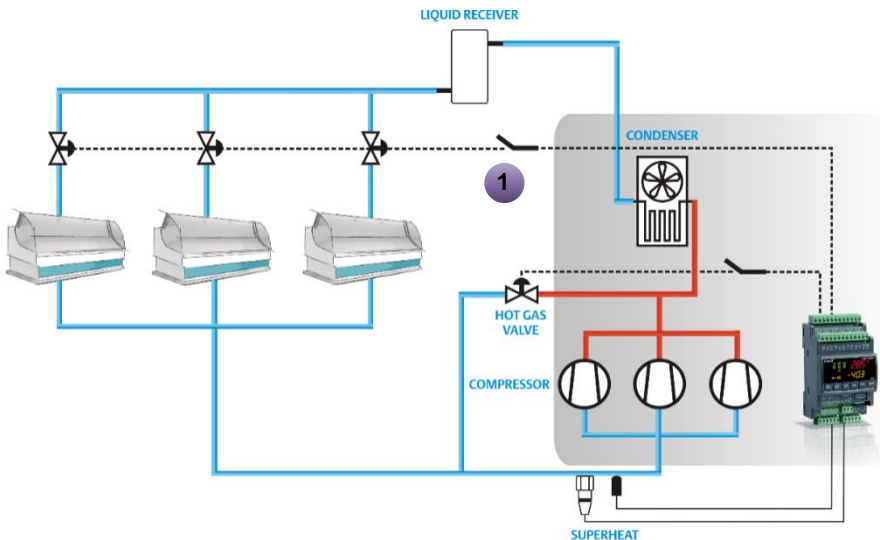 LIQUID RECEIVER
CONDENSER
1
HOT GAS
VALVE
COMPRESSOR
SUPERHEAT